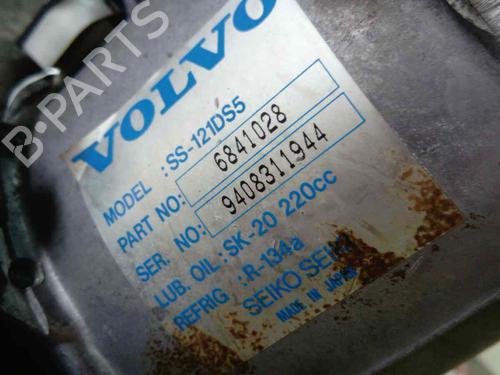 VOLVO
MODEL : SS-121DS5
PART NO: 6841028
SER. NO: 9408311944
LUB. OIL : SK-20 220cc
REFRIG : R-134a
SEIKO SEIKI
MADE IN JAPAN
B-Parts